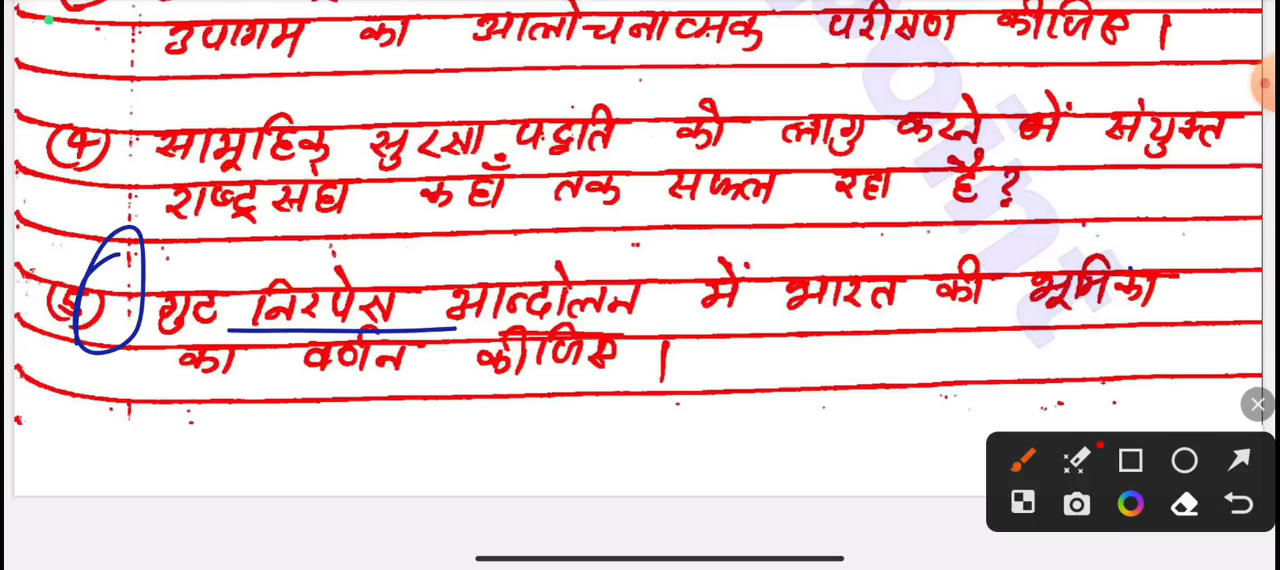 उपागम का आलोचनात्मक परीक्षण कीजिए।
(4) सामूहिक सुरक्षा पद्धति को लागु करने में संयुक्त
राष्ट्रसंघ कहाँ तक सफल रहा है?
(5) गुट निरपेक्ष आन्दोलन में भारत की भूमिका
का वर्णन कीजिए।